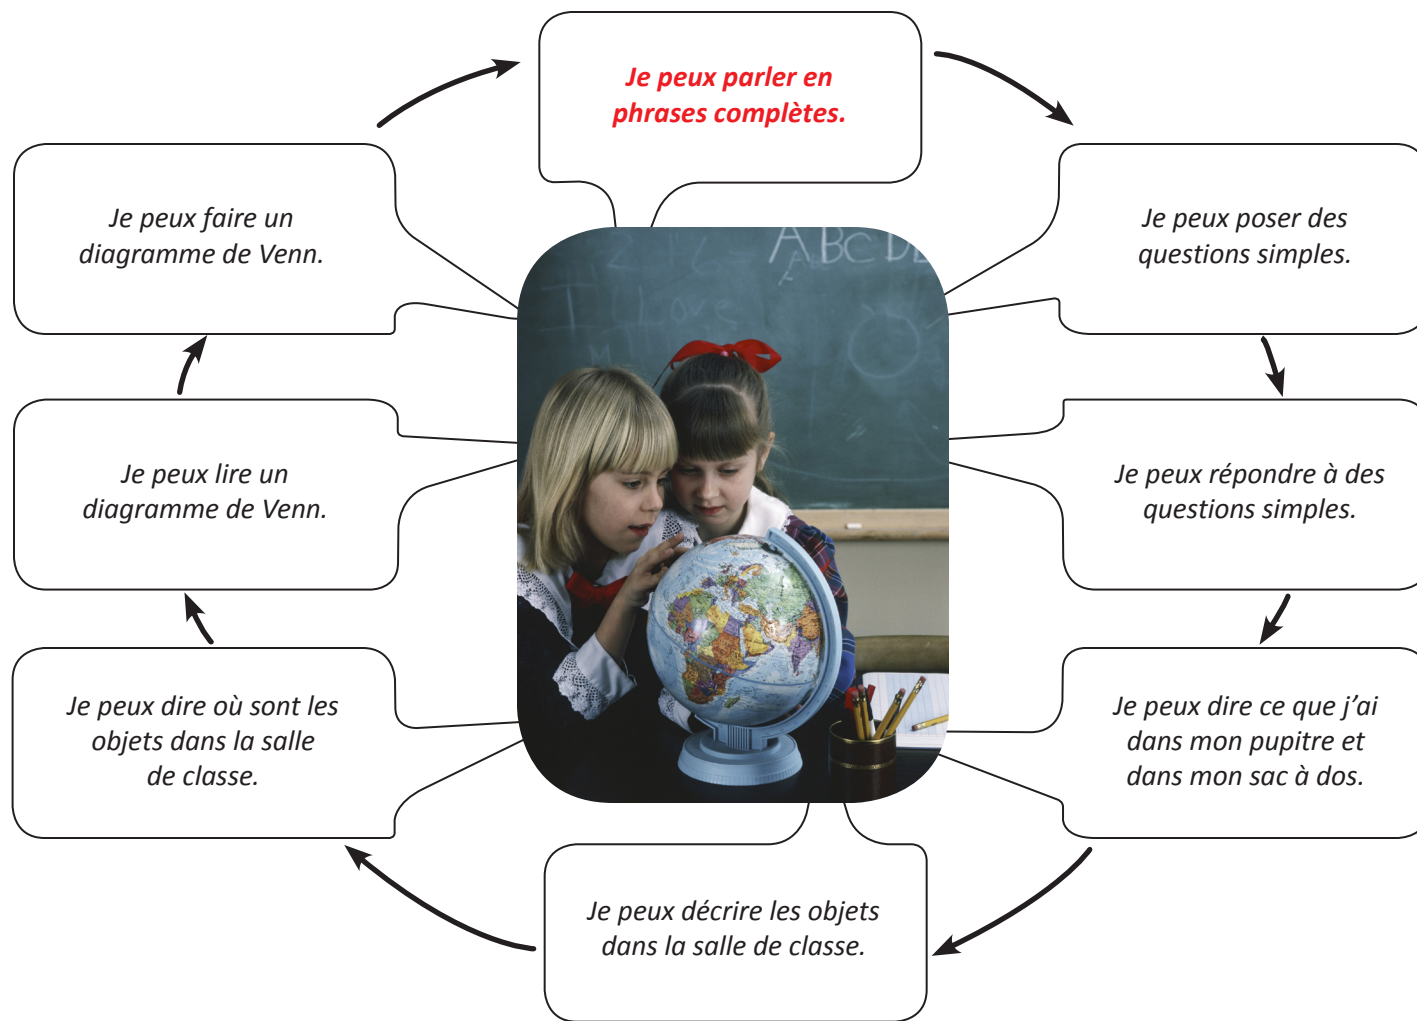 Je peux parler en
phrases complètes.
Je peux poser des
questions simples.
Je peux répondre à des
questions simples.
Je peux dire ce que j’ai
dans mon pupitre et
dans mon sac à dos.
Je peux décrire les objets
dans la salle de classe.
Je peux dire où sont les
objets dans la salle
de classe.
Je peux lire un
diagramme de Venn.
Je peux faire un
diagramme de Venn.
A B C D
Love